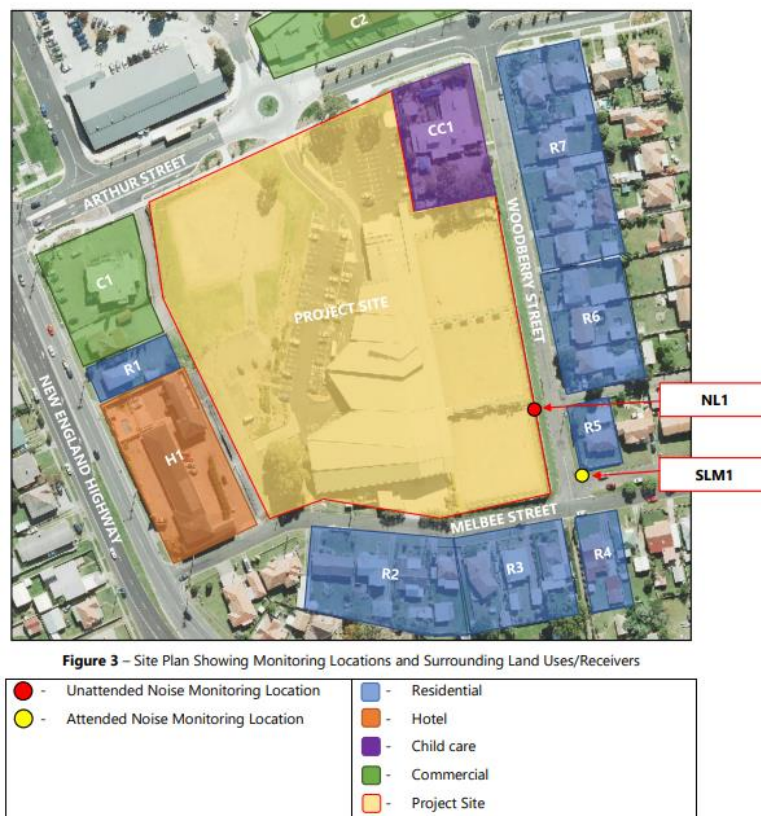 C2
CC1
R7
ARTHUR STREET
WOODBERRY STREET
C1
PROJECT SITE
R6
R1
NEW ENGLAND HIGHWAY
NL1
R5
H1
SLM1
MELBEE STREET
R2
R3
R4
Figure 3 – Site Plan Showing Monitoring Locations and Surrounding Land Uses/Receivers
- Unattended Noise Monitoring Location
- Attended Noise Monitoring Location
- Residential
- Hotel
- Child care
- Commercial
- Project Site